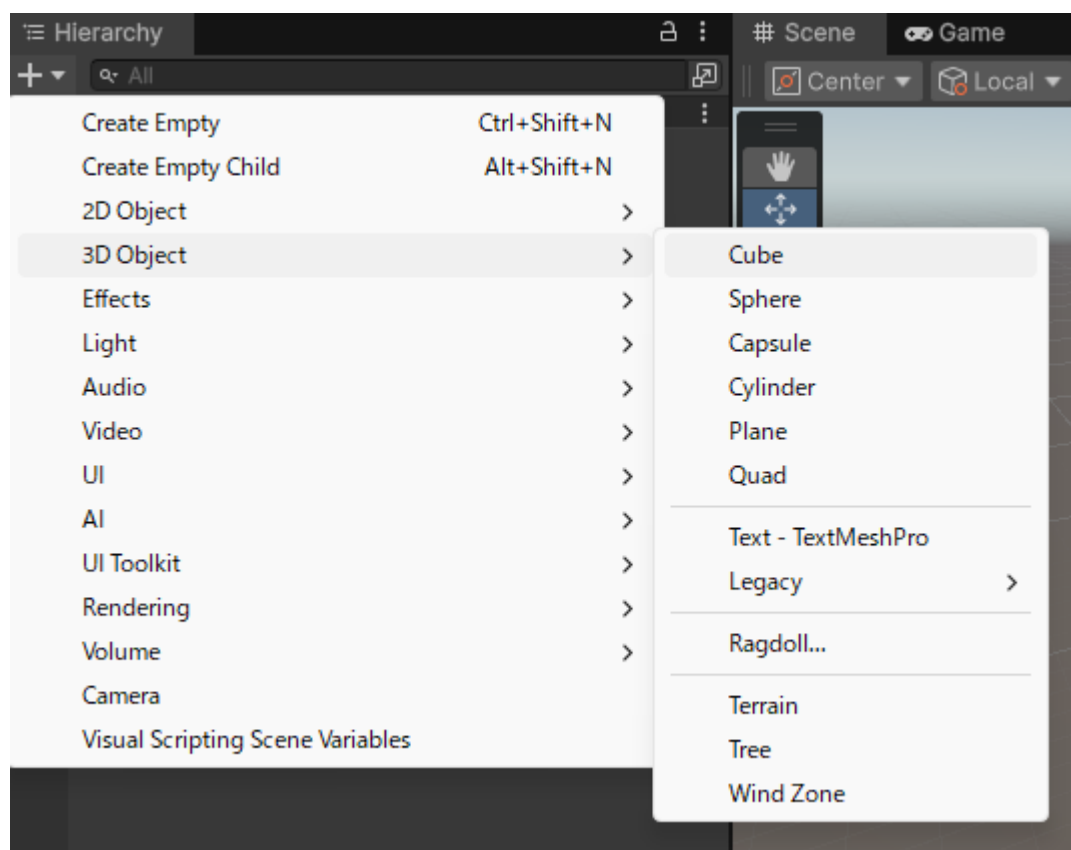 Hierarchy
Scene
Game
All
Center
Local
Create Empty Ctrl+Shift+N
Create Empty Child Alt+Shift+N
2D Object
3D Object
Effects
Light
Audio
Video
UI
AI
UI Toolkit
Rendering
Volume
Camera
Visual Scripting Scene Variables
Cube
Sphere
Capsule
Cylinder
Plane
Quad
Text - TextMeshPro
Legacy
Ragdoll...
Terrain
Tree
Wind Zone